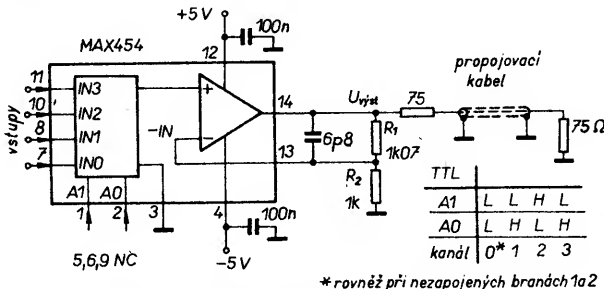 +5 V
100n
MAX454
12
propojovací
kabel
11
IN3
10
IN2
8
IN1
7
IN0
vstupy
+
−IN
−
14
Uvýst
75
75 Ω
6p8
R1
1k07
13
R2
1k
A1
A0
1
2
3
4
100n
5,6,9 NC
−5 V
TTL
A1 L L H L
A0 L H L H
kanál 0* 1 2 3
* rovněž při nezapojených branách 1a 2